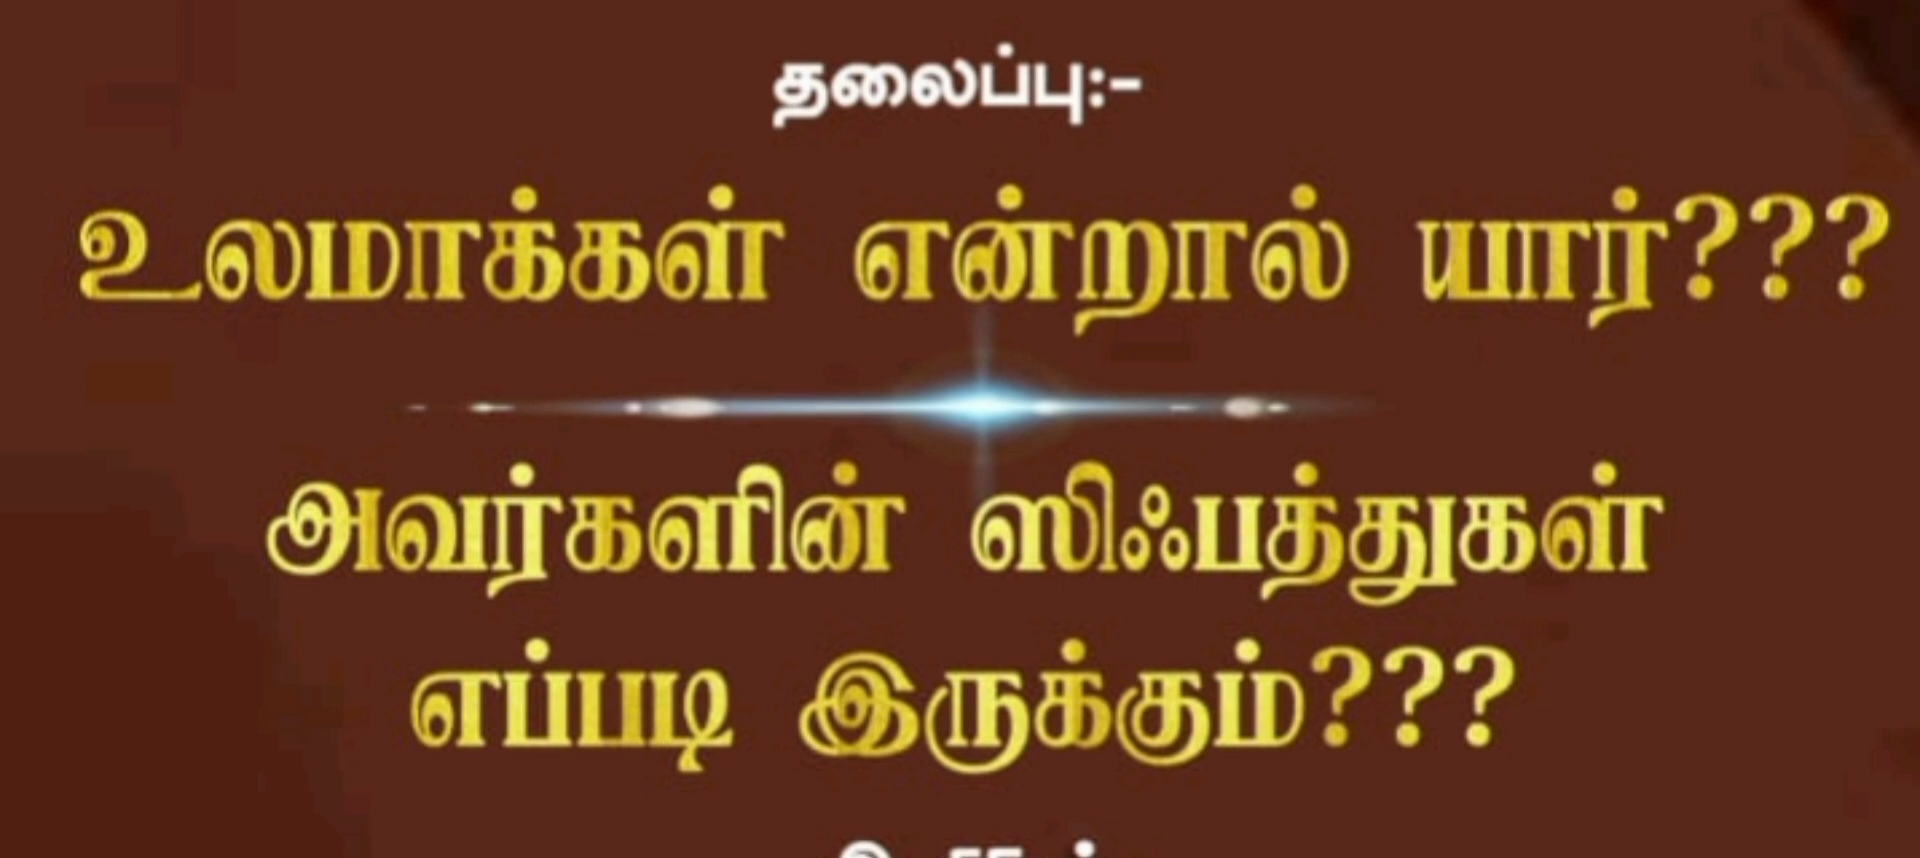 தலைப்பு:-
உலமாக்கள் என்றால் யார்???
அவர்களின் ஸிஃபத்துகள்
எப்படி இருக்கும்???